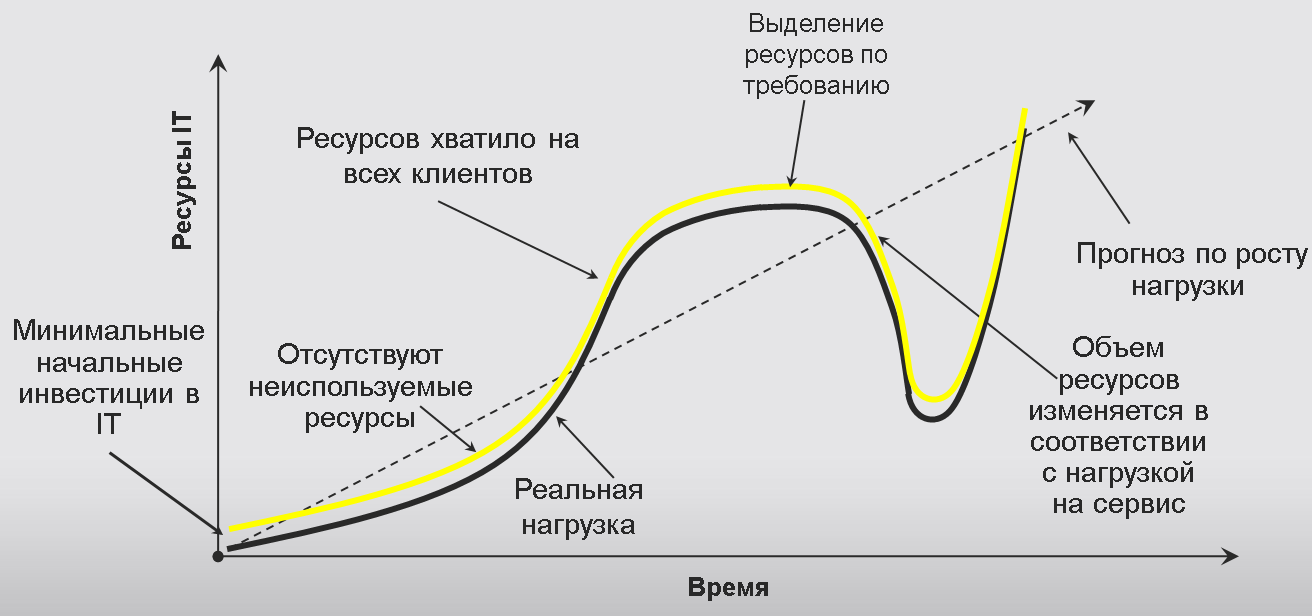 Выделение
ресурсов по
требованию
Ресурсы IT
Ресурсов хватило на
всех клиентов
Прогноз по росту
нагрузки
Минимальные
начальные
инвестиции в
IT
Отсутствуют
неиспользуемые
ресурсы
Объем
ресурсов
изменяется в
соответствии
с нагрузкой
на сервис
Реальная
нагрузка
Время